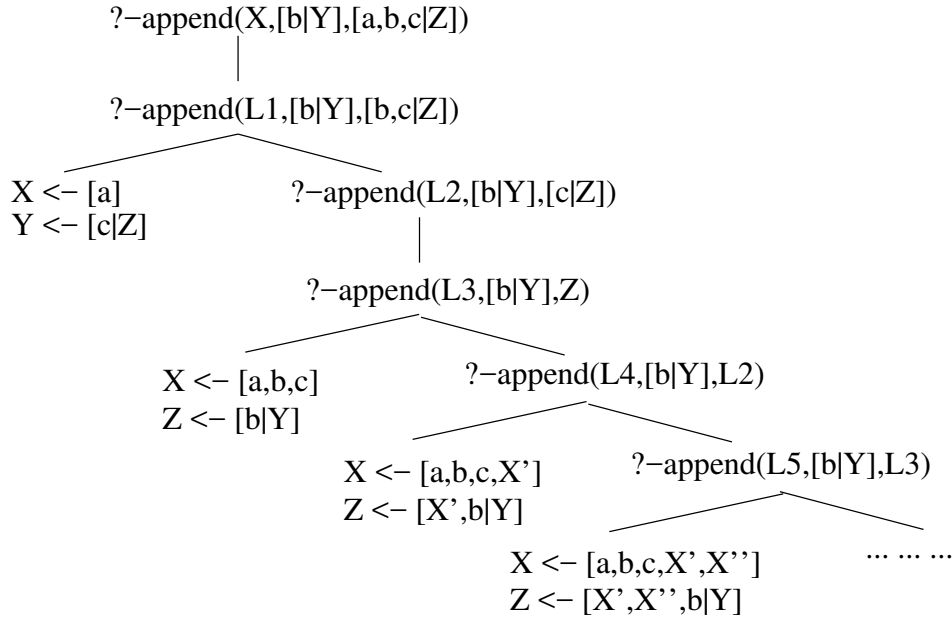 ?−append(X,[b|Y],[a,b,c|Z])
?−append(L1,[b|Y],[b,c|Z])
X <− [a]
Y <− [c|Z]
?−append(L2,[b|Y],[c|Z])
?−append(L3,[b|Y],Z)
X <− [a,b,c]
Z <− [b|Y]
?−append(L4,[b|Y],L2)
X <− [a,b,c,X’]
Z <− [X’,b|Y]
?−append(L5,[b|Y],L3)
X <− [a,b,c,X’,X’’]
Z <− [X’,X’’,b|Y]
... ... ...